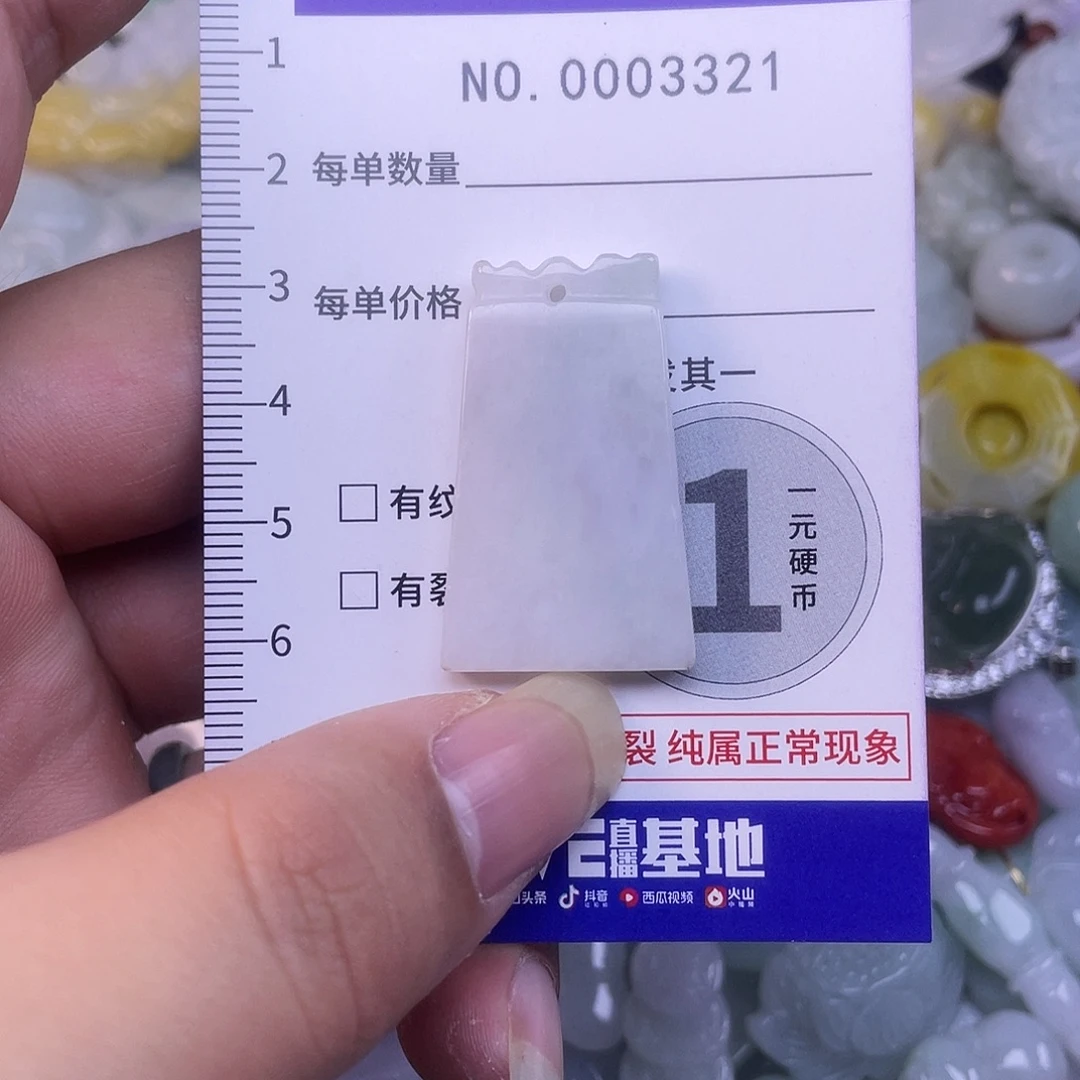 1
NO.0003321
2 每单数量
3 每单价格
其一
4
5 有纹
1 一元硬币
有裂
6
裂 纯属正常现象
直播基地
头条 抖音 西瓜视频 火山